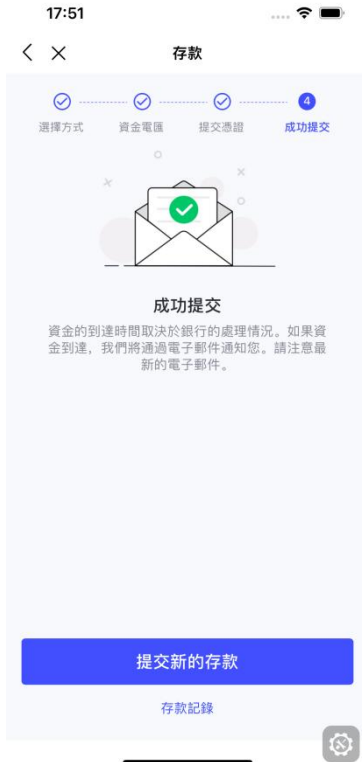 17:51
存款
選擇方式
資金電匯
提交憑證
4
成功提交
成功提交
資金的到達時間取決於銀行的處理情況。如果資
金到達，我們將通過電子郵件通知您。請注意最
新的電子郵件。
提交新的存款
存款記錄